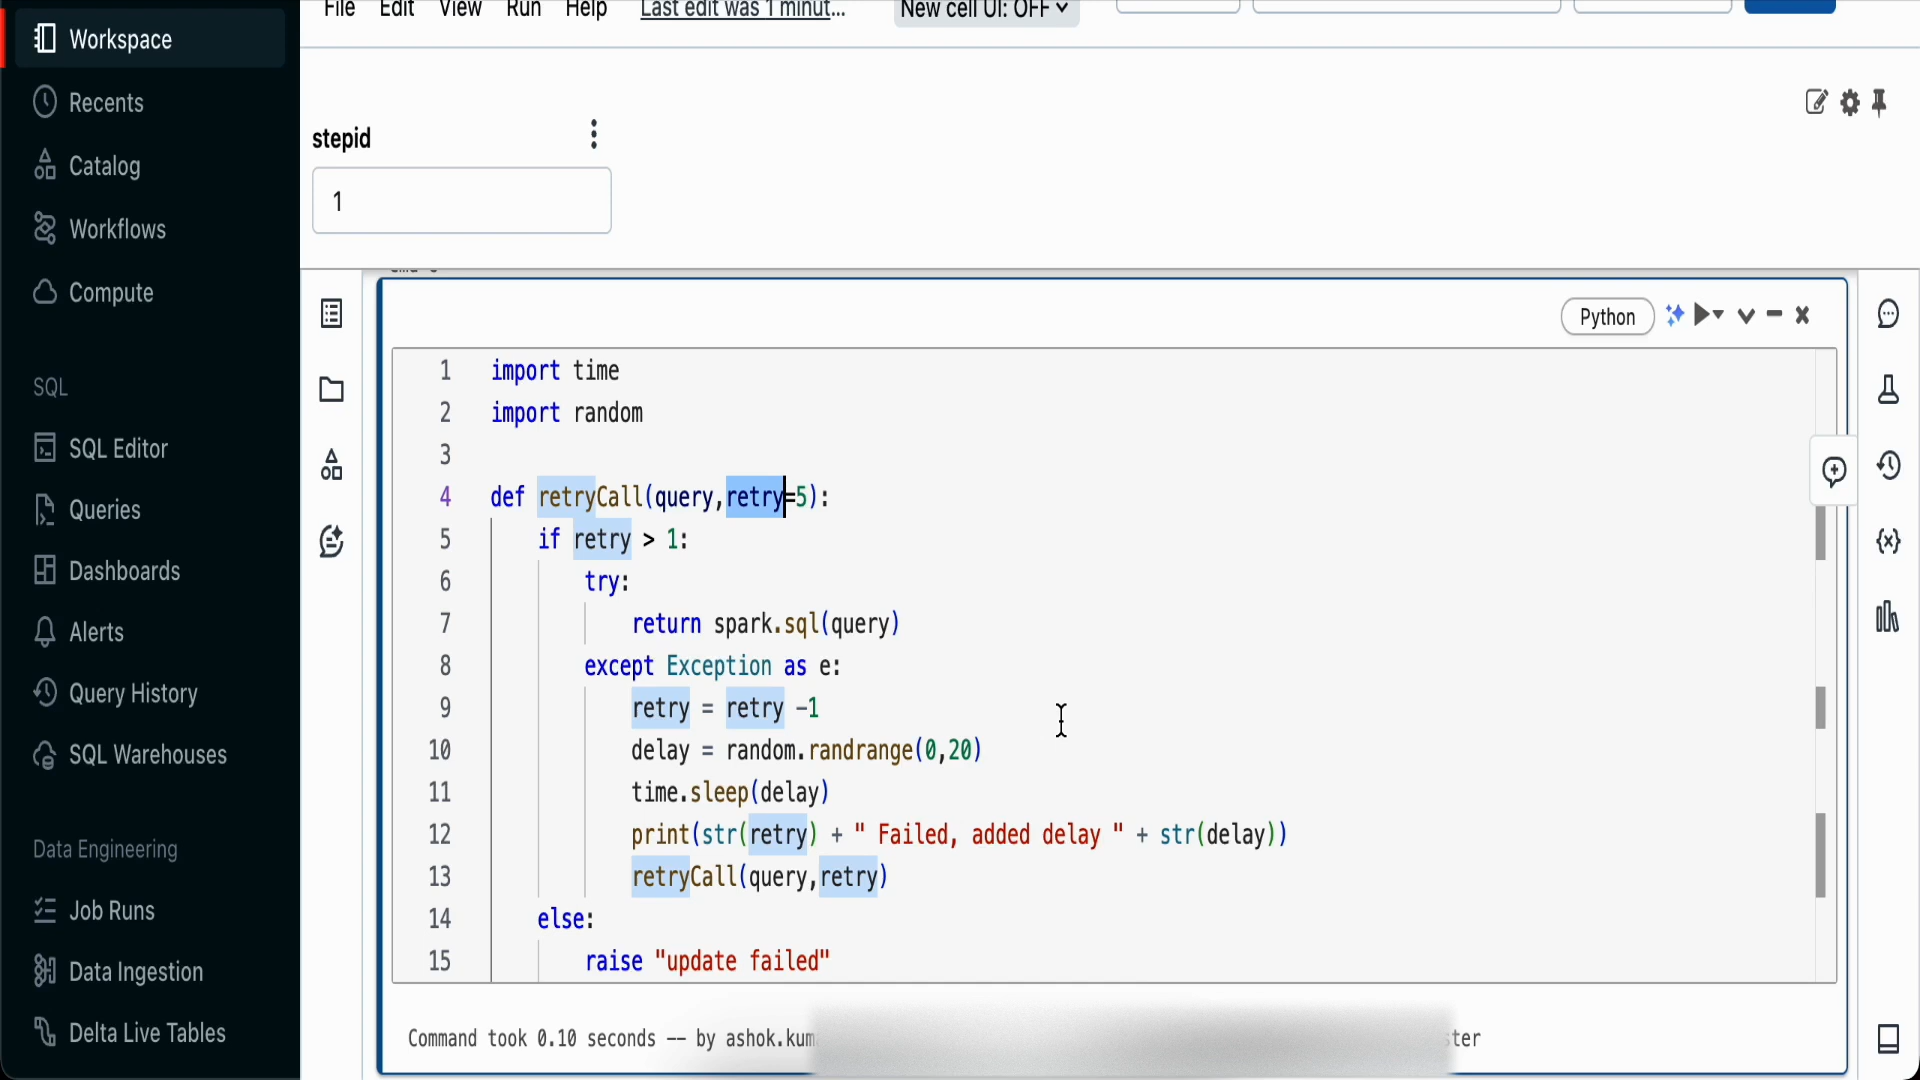 Workspace
Recents
Catalog
Workflows
Compute
SQL
SQL Editor
Queries
Dashboards
Alerts
Query History
SQL Warehouses
Data Engineering
Job Runs
Data Ingestion
Delta Live Tables
File Edit View Run Help Last edit was 1 minut... New cell UI: OFF
stepid
1
Python
1 import time
2 import random
3
4 def retryCall(query,retry=5):
5 if retry > 1:
6 try:
7 return spark.sql(query)
8 except Exception as e:
9 retry = retry -1
10 delay = random.randrange(0,20)
11 time.sleep(delay)
12 print(str(retry) + " Failed, added delay " + str(delay))
13 retryCall(query,retry)
14 else:
15 raise "update failed"
Command took 0.10 seconds -- by ashok.kum